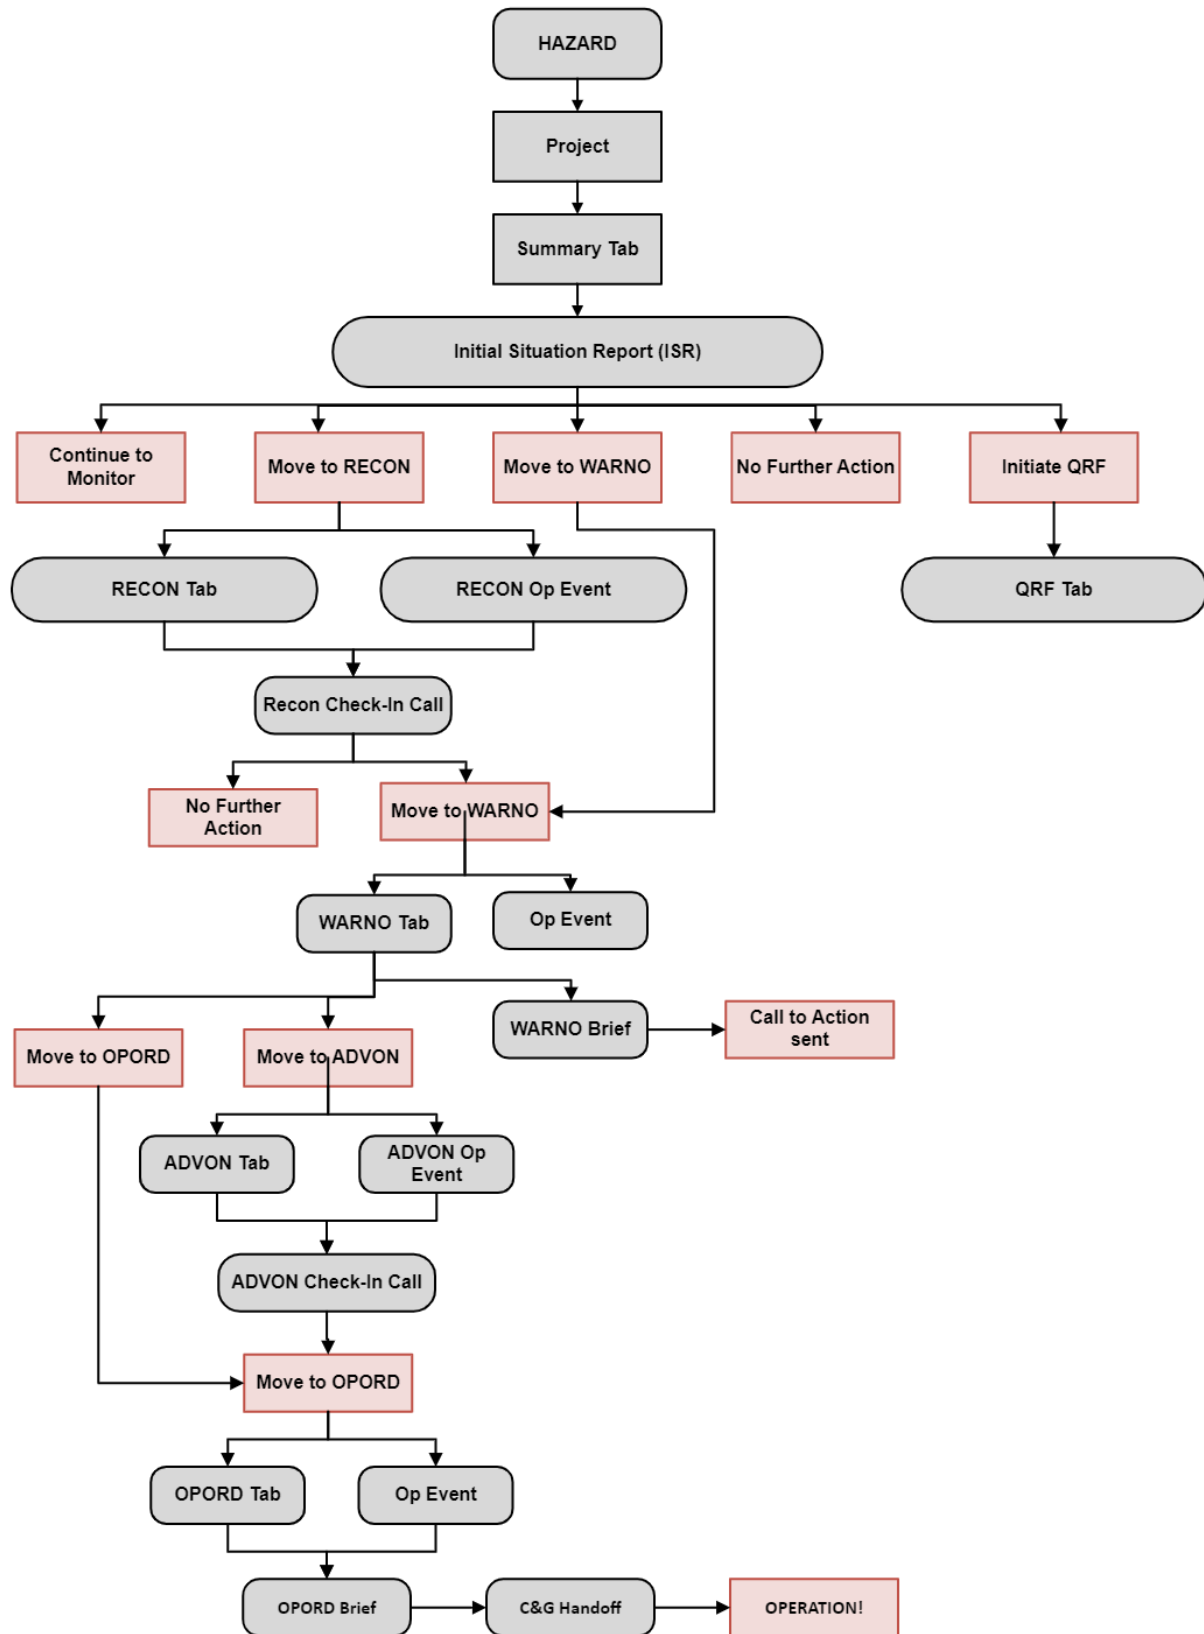 HAZARD
Project
Summary Tab
Initial Situation Report (ISR)
Continue to
Monitor
Move to RECON
Move to WARNO
No Further Action
Initiate QRF
RECON Tab
RECON Op Event
QRF Tab
Recon Check-In Call
No Further
Action
Move to WARNO
WARNO Tab
Op Event
WARNO Brief
Call to Action
sent
Move to OPORD
Move to ADVON
ADVON Tab
ADVON Op
Event
ADVON Check-In Call
Move to OPORD
OPORD Tab
Op Event
OPORD Brief
C&G Handoff
OPERATION!